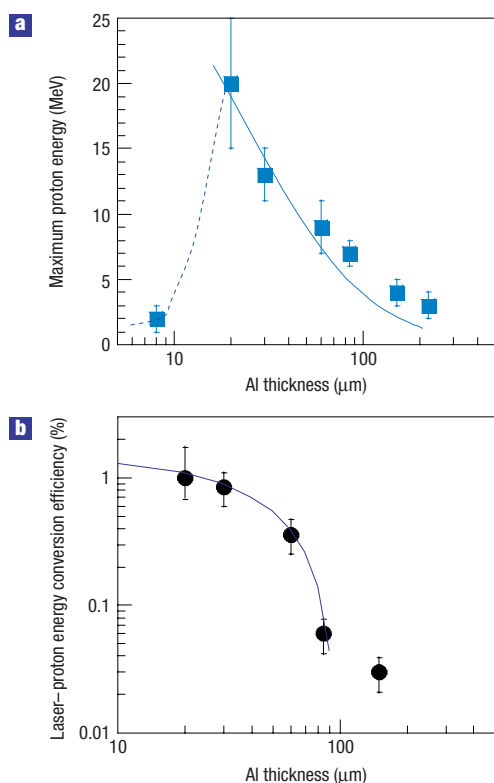 a
25
20
15
10
5
0
Maximum proton energy (MeV)
10
100
Al thickness (μm)
b
Laser–proton energy conversion efficiency (%)
1
0.1
0.01
10
100
Al thickness (μm)